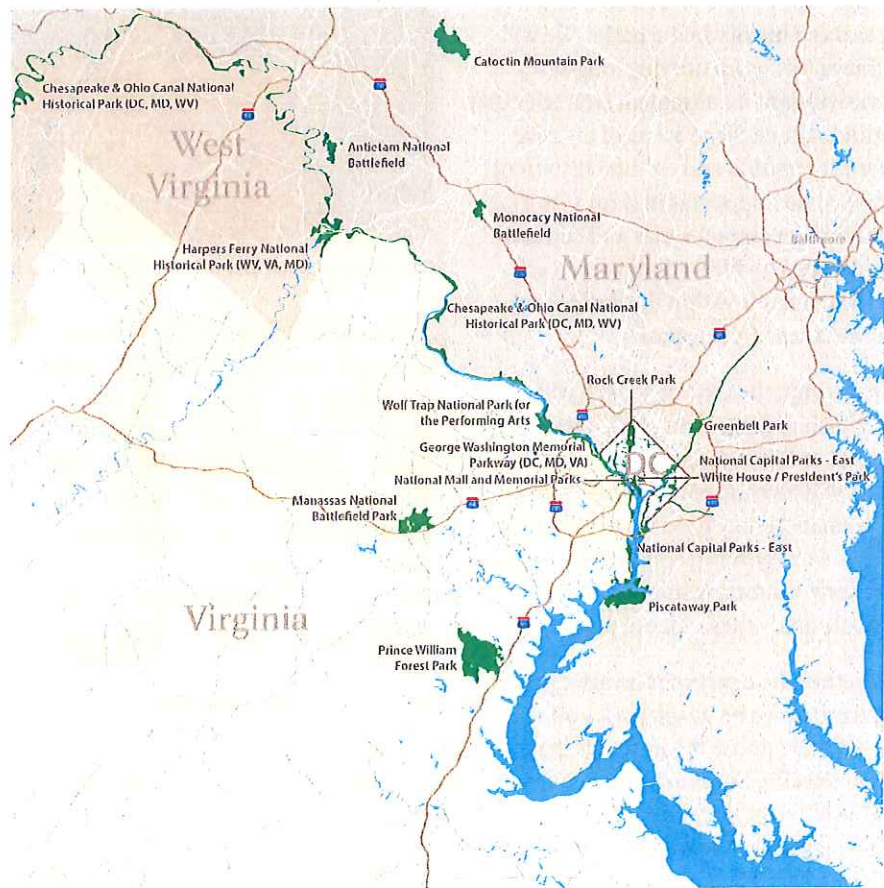 Catoctin Mountain Park
Chesapeake & Ohio Canal National
Historical Park (DC, MD, WV)
West
Virginia
Antietam National
Battlefield
Monocacy National
Battlefield
Harpers Ferry National
Historical Park (WV, VA, MD)
Baltimore
Maryland
Chesapeake & Ohio Canal National
Historical Park (DC, MD, WV)
Rock Creek Park
Wolf Trap National Park for
the Performing Arts
Greenbelt Park
George Washington Memorial
Parkway (DC, MD, VA)
DC
National Capital Parks - East
National Mall and Memorial Parks
White House / President's Park
Manassas National
Battlefield Park
National Capital Parks - East
Virginia
Piscataway Park
Prince William
Forest Park